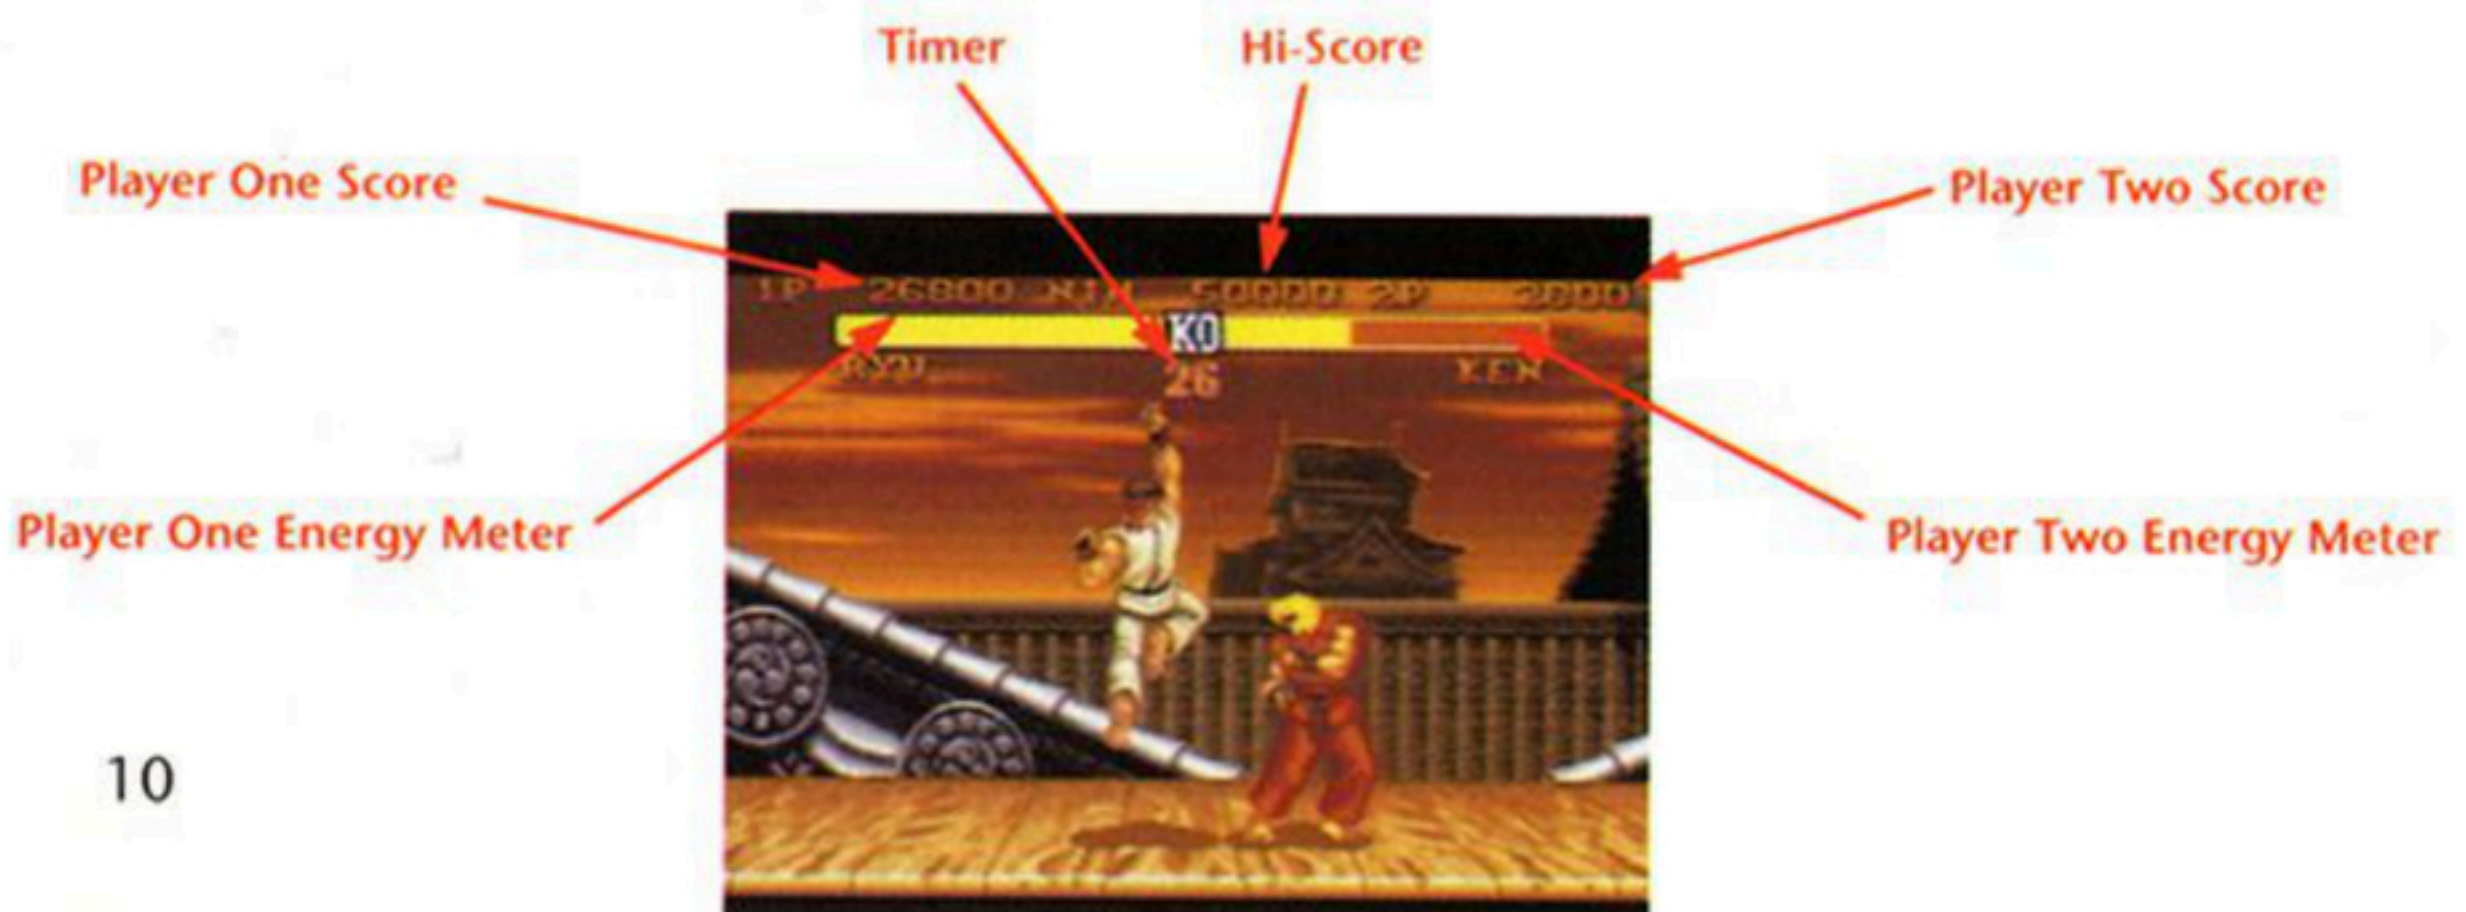 Timer
Hi-Score
Player One Score
Player Two Score
1P 26800 50000 2P
KO
RYU
KEN
26
Player One Energy Meter
Player Two Energy Meter
10